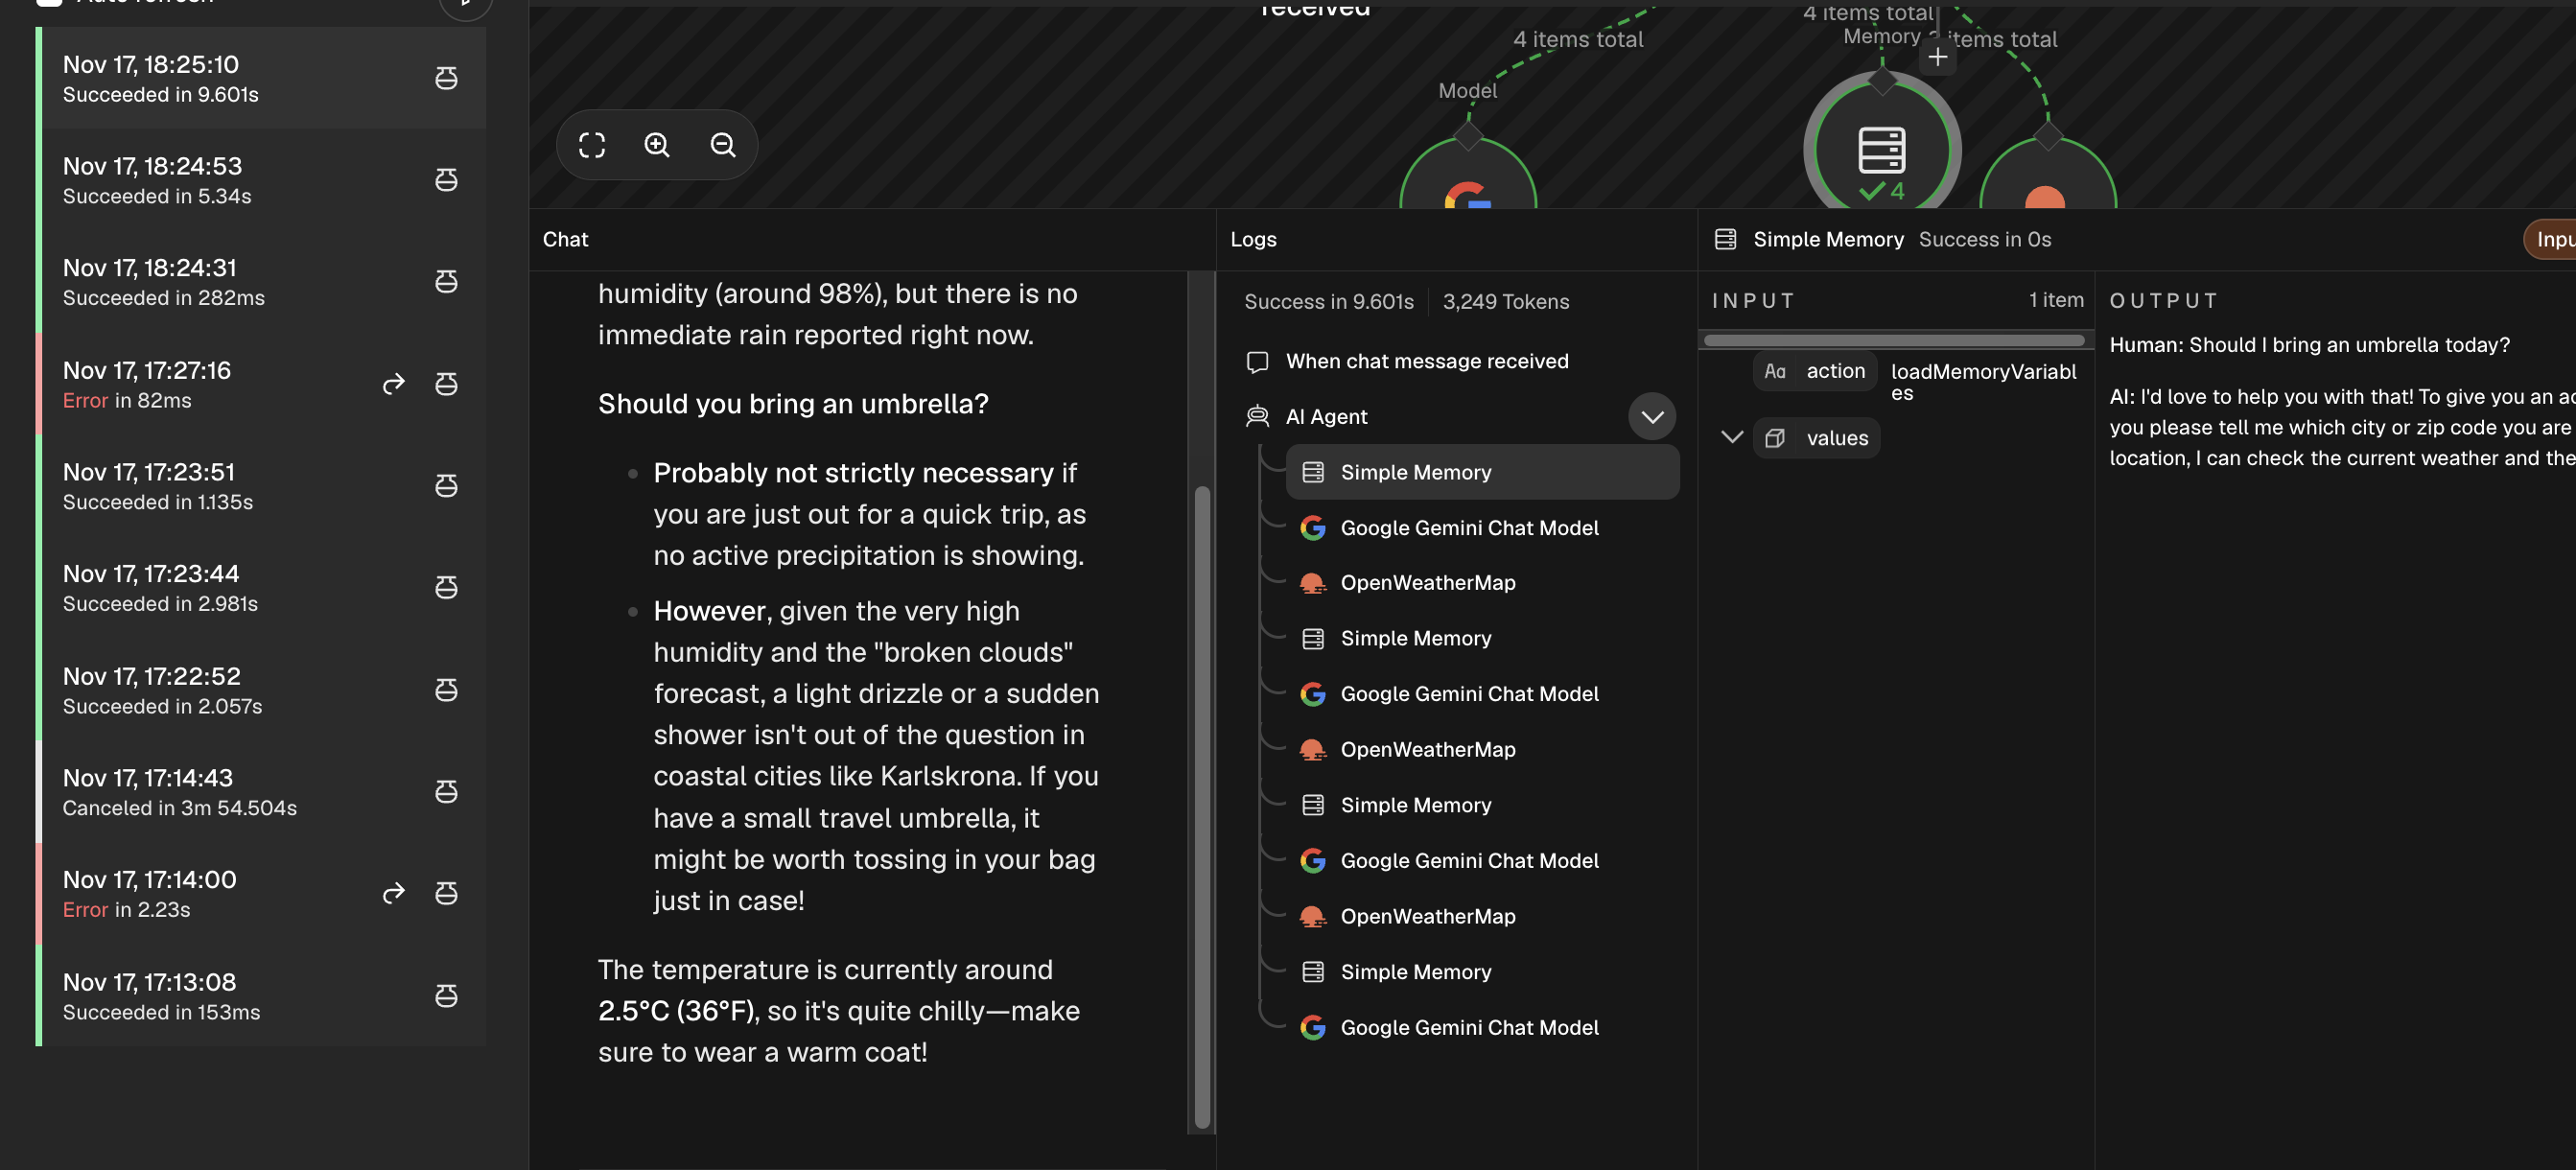 Auto refresh
Nov 17, 18:25:10
Succeeded in 9.601s
Nov 17, 18:24:53
Succeeded in 5.34s
Nov 17, 18:24:31
Succeeded in 282ms
Nov 17, 17:27:16
Error in 82ms
Nov 17, 17:23:51
Succeeded in 1.135s
Nov 17, 17:23:44
Succeeded in 2.981s
Nov 17, 17:22:52
Succeeded in 2.057s
Nov 17, 17:14:43
Canceled in 3m 54.504s
Nov 17, 17:14:00
Error in 2.23s
Nov 17, 17:13:08
Succeeded in 153ms
received
4 items total
Model
4 items total
Memory
items total
4
Chat
humidity (around 98%), but there is no
immediate rain reported right now.
Should you bring an umbrella?
Probably not strictly necessary if
you are just out for a quick trip, as
no active precipitation is showing.
However, given the very high
humidity and the "broken clouds"
forecast, a light drizzle or a sudden
shower isn't out of the question in
coastal cities like Karlskrona. If you
have a small travel umbrella, it
might be worth tossing in your bag
just in case!
The temperature is currently around
2.5°C (36°F), so it's quite chilly—make
sure to wear a warm coat!
Logs
Success in 9.601s
3,249 Tokens
When chat message received
AI Agent
Simple Memory
Google Gemini Chat Model
OpenWeatherMap
Simple Memory
Google Gemini Chat Model
OpenWeatherMap
Simple Memory
Google Gemini Chat Model
OpenWeatherMap
Simple Memory
Google Gemini Chat Model
Simple Memory Success in 0s
INPUT
1 item
Aa action
loadMemoryVariabl
es
values
OUTPUT
Human: Should I bring an umbrella today?
AI: I'd love to help you with that! To give you an
you please tell me which city or zip code you are
location, I can check the current weather and the